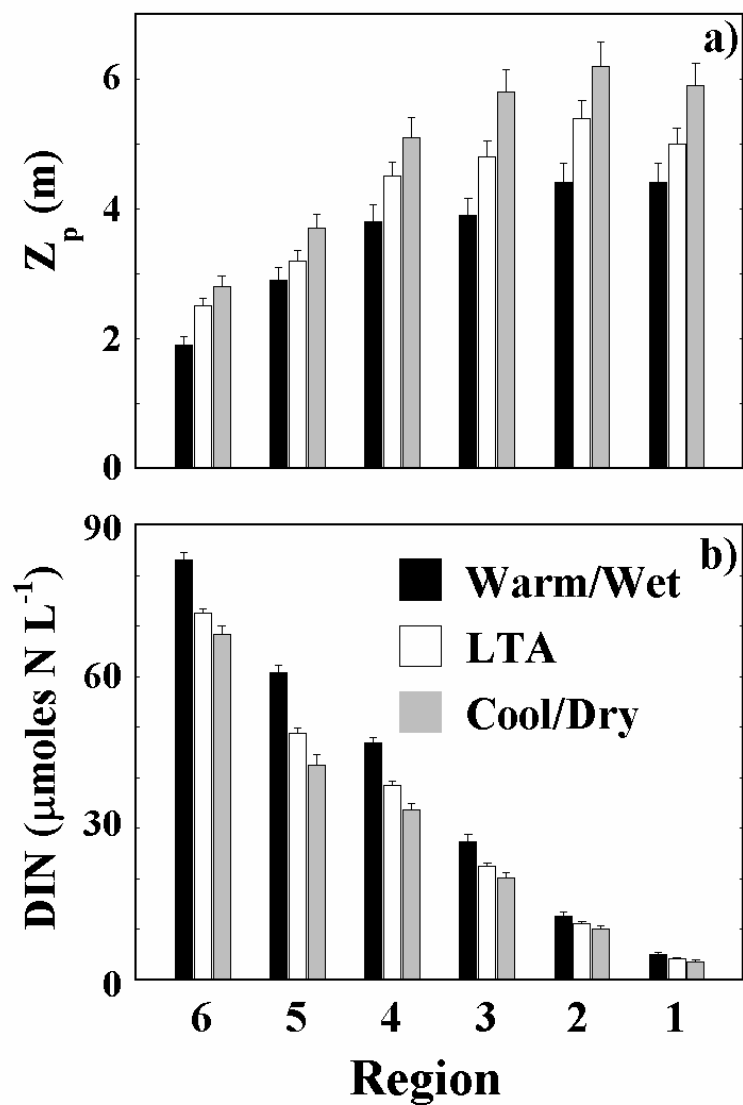 a)
6
4
2
0
Z_p (m)
90
60
30
0
DIN (μmoles N L⁻¹)
b)
Warm/Wet
LTA
Cool/Dry
6 5 4 3 2 1
Region